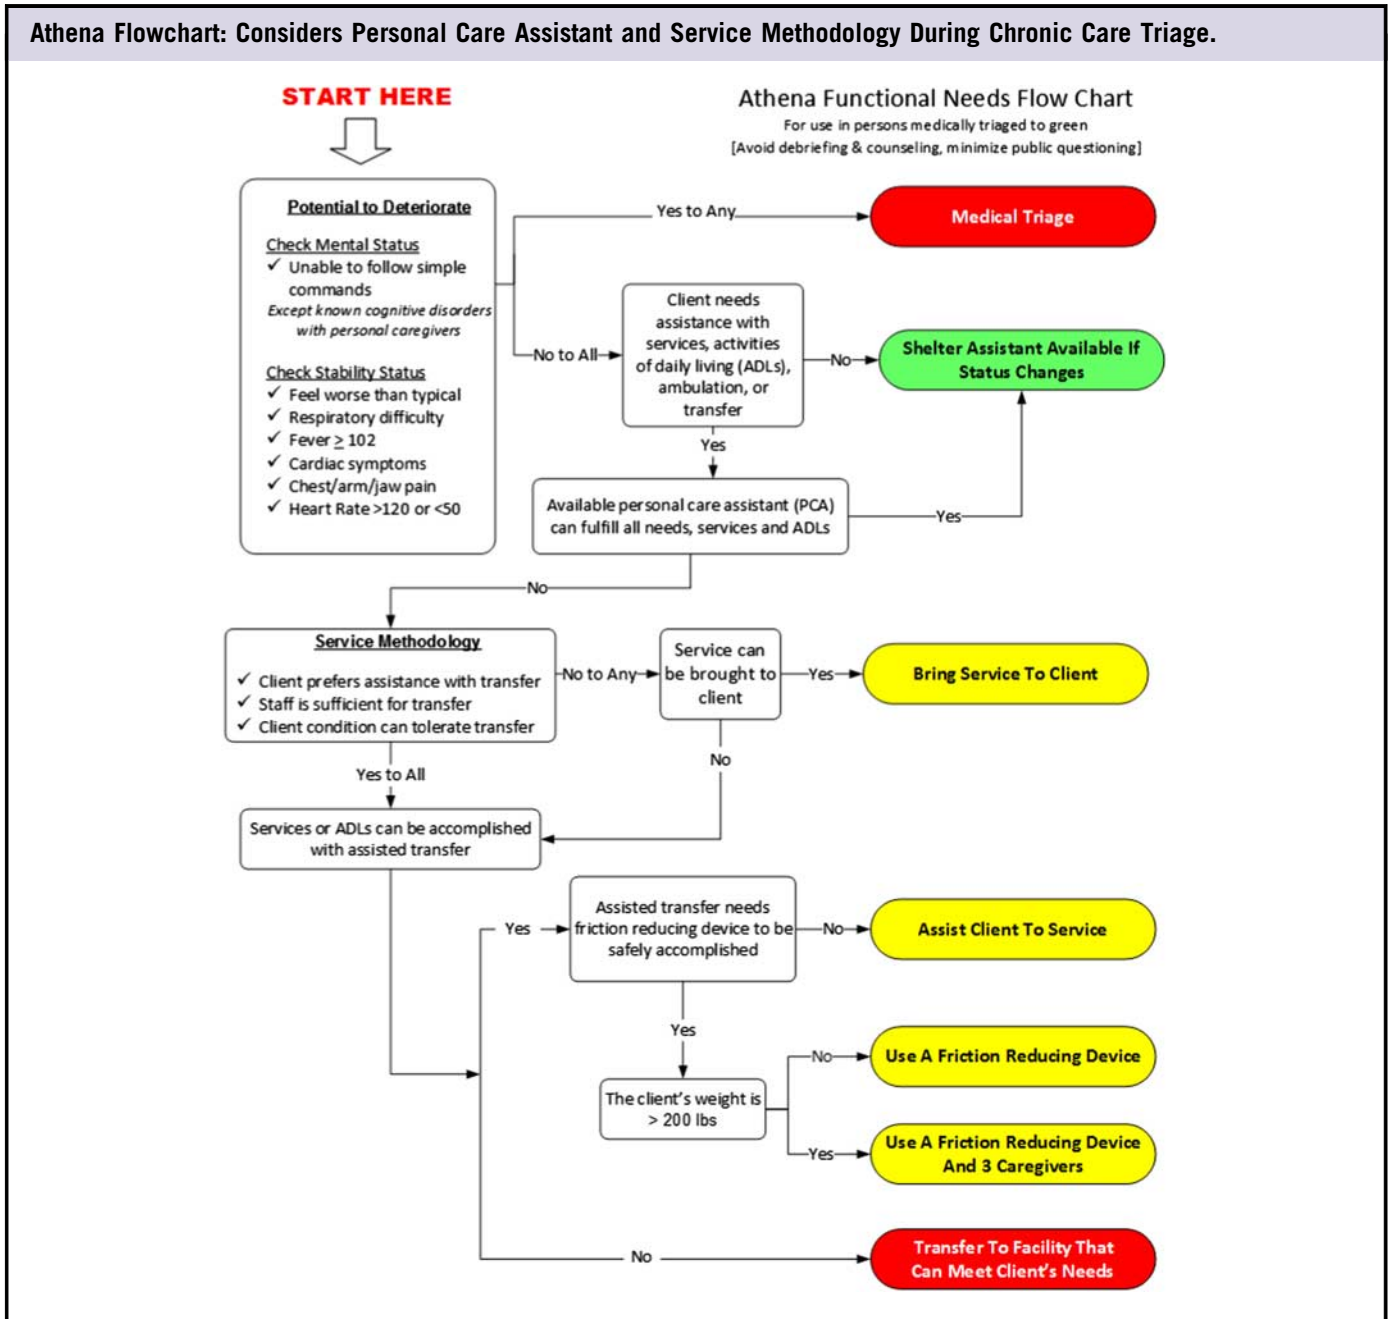 Athena Flowchart: Considers Personal Care Assistant and Service Methodology During Chronic Care Triage.
START HERE
Athena Functional Needs Flow Chart
For use in persons medically triaged to green
[Avoid debriefing & counseling, minimize public questioning]
Potential to Deteriorate
Check Mental Status
✓ Unable to follow simple
commands
Except known cognitive disorders
with personal caregivers
Check Stability Status
✓ Feel worse than typical
✓ Respiratory difficulty
✓ Fever ≥ 102
✓ Cardiac symptoms
✓ Chest/arm/jaw pain
✓ Heart Rate >120 or <50
Yes to Any
Medical Triage
No to All
Client needs
assistance with
services, activities
of daily living (ADLs),
ambulation, or
transfer
No
Shelter Assistant Available If
Status Changes
Yes
Available personal care assistant (PCA)
can fulfill all needs, services and ADLs
Yes
No
Service Methodology
✓ Client prefers assistance with transfer
✓ Staff is sufficient for transfer
✓ Client condition can tolerate transfer
No to Any
Service can
be brought to
client
Yes
Bring Service To Client
No
Yes to All
Services or ADLs can be accomplished
with assisted transfer
Yes
Assisted transfer needs
friction reducing device to be
safely accomplished
No
Assist Client To Service
Yes
The client's weight is
> 200 lbs
No
Use A Friction Reducing Device
Yes
Use A Friction Reducing Device
And 3 Caregivers
No
Transfer To Facility That
Can Meet Client's Needs